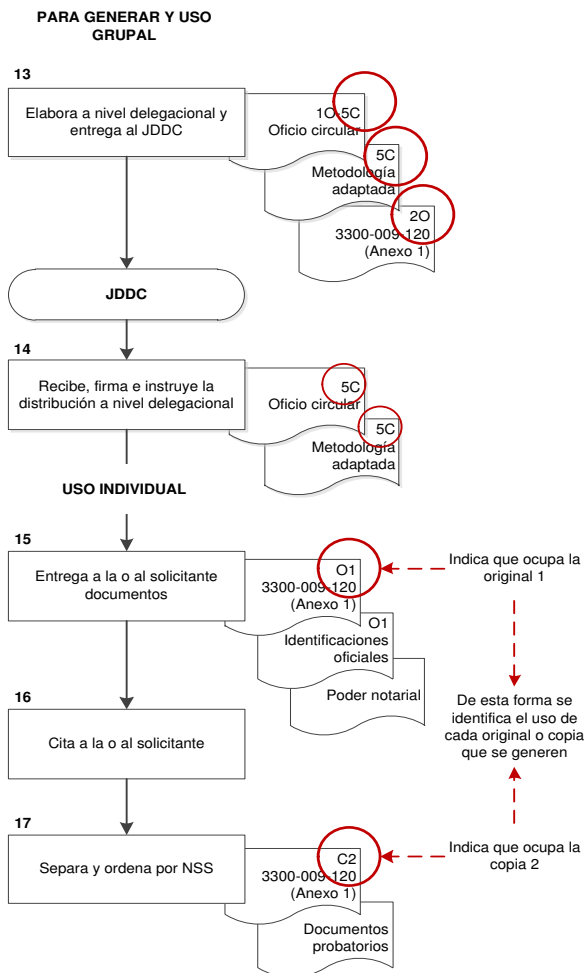 PARA GENERAR Y USO
GRUPAL
13
Elabora a nivel delegacional y
entrega al JDDC
1O-5C
Oficio circular
5C
Metodología
adaptada
2O
3300-009-120
(Anexo 1)
JDDC
14
Recibe, firma e instruye la
distribución a nivel delegacional
5C
Oficio circular
5C
Metodología
adaptada
USO INDIVIDUAL
15
Entrega a la o al solicitante
documentos
O1
3300-009-120
(Anexo 1)
O1
Identificaciones
oficiales
Poder notarial
Indica que ocupa la
original 1
De esta forma se
identifica el uso de
cada original o copia
que se generen
16
Cita a la o al solicitante
17
Separa y ordena por NSS
C2
3300-009-120
(Anexo 1)
Documentos
probatorios
Indica que ocupa la
copia 2